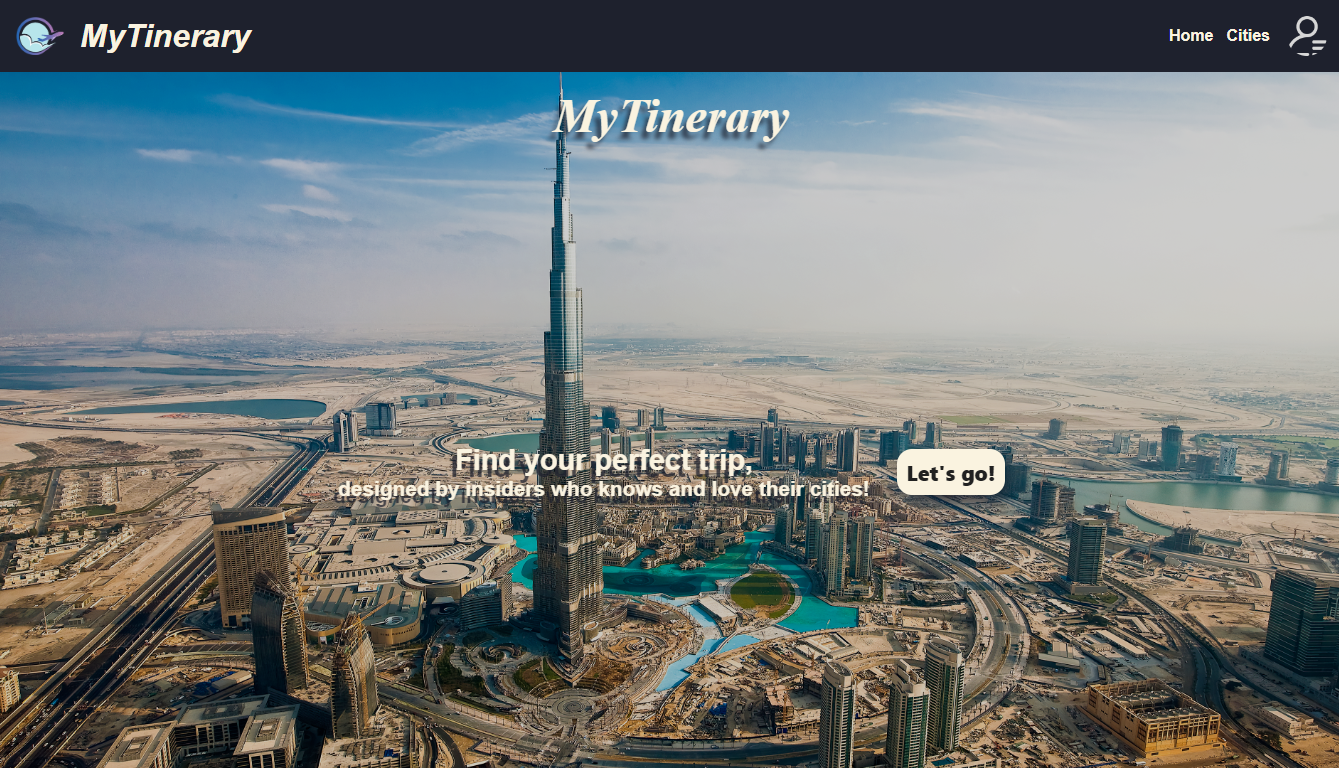 MyTinerary
Home Cities
MyTinerary
Find your perfect trip,
designed by insiders who knows and love their cities!
Let's go!